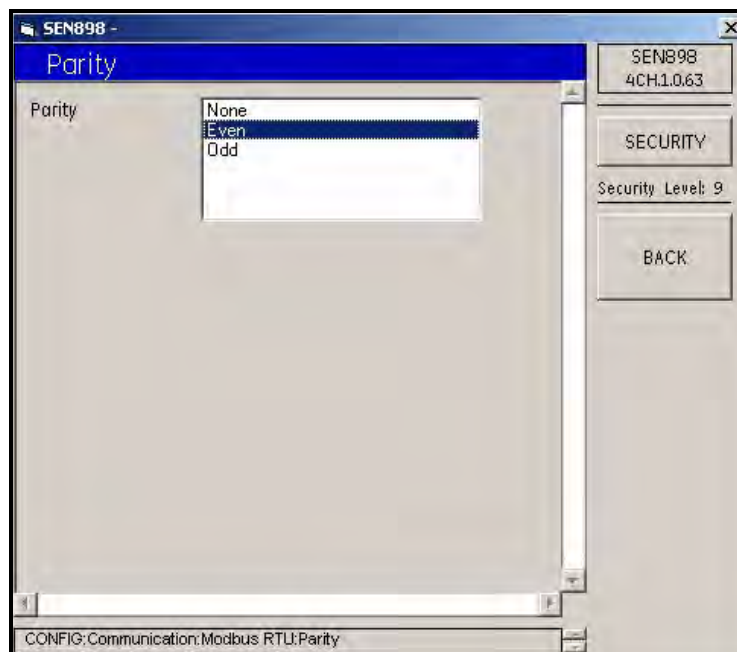 SEN898 -
Parity
SEN898
4CH.1.0.63
Parity
None
Even
Odd
SECURITY
Security Level: 9
BACK
CONFIG:Communication:Modbus RTU:Parity